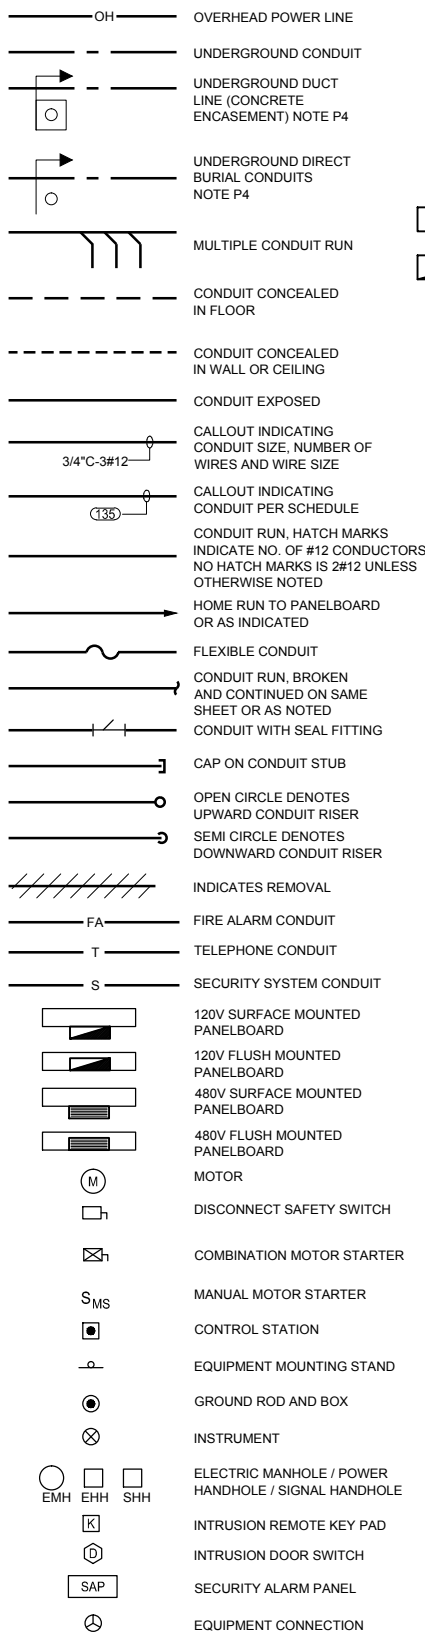 OH OVERHEAD POWER LINE
UNDERGROUND CONDUIT
UNDERGROUND DUCT
LINE (CONCRETE
ENCASEMENT) NOTE P4
UNDERGROUND DIRECT
BURIAL CONDUITS
NOTE P4
MULTIPLE CONDUIT RUN
CONDUIT CONCEALED
IN FLOOR
CONDUIT CONCEALED
IN WALL OR CEILING
CONDUIT EXPOSED
CALLOUT INDICATING
CONDUIT SIZE, NUMBER OF
3/4"C-3#12 WIRES AND WIRE SIZE
CALLOUT INDICATING
135 CONDUIT PER SCHEDULE
CONDUIT RUN, HATCH MARKS
INDICATE NO. OF #12 CONDUCTORS
NO HATCH MARKS IS 2#12 UNLESS
OTHERWISE NOTED
HOME RUN TO PANELBOARD
OR AS INDICATED
FLEXIBLE CONDUIT
CONDUIT RUN, BROKEN
AND CONTINUED ON SAME
SHEET OR AS NOTED
CONDUIT WITH SEAL FITTING
CAP ON CONDUIT STUB
OPEN CIRCLE DENOTES
UPWARD CONDUIT RISER
SEMI CIRCLE DENOTES
DOWNWARD CONDUIT RISER
INDICATES REMOVAL
FA FIRE ALARM CONDUIT
T TELEPHONE CONDUIT
S SECURITY SYSTEM CONDUIT
120V SURFACE MOUNTED
PANELBOARD
120V FLUSH MOUNTED
PANELBOARD
480V SURFACE MOUNTED
PANELBOARD
480V FLUSH MOUNTED
PANELBOARD
M MOTOR
DISCONNECT SAFETY SWITCH
COMBINATION MOTOR STARTER
SMS MANUAL MOTOR STARTER
CONTROL STATION
EQUIPMENT MOUNTING STAND
GROUND ROD AND BOX
INSTRUMENT
ELECTRIC MANHOLE / POWER
HANDHOLE / SIGNAL HANDHOLE
EMH EHH SHH
K INTRUSION REMOTE KEY PAD
D INTRUSION DOOR SWITCH
SAP SECURITY ALARM PANEL
EQUIPMENT CONNECTION